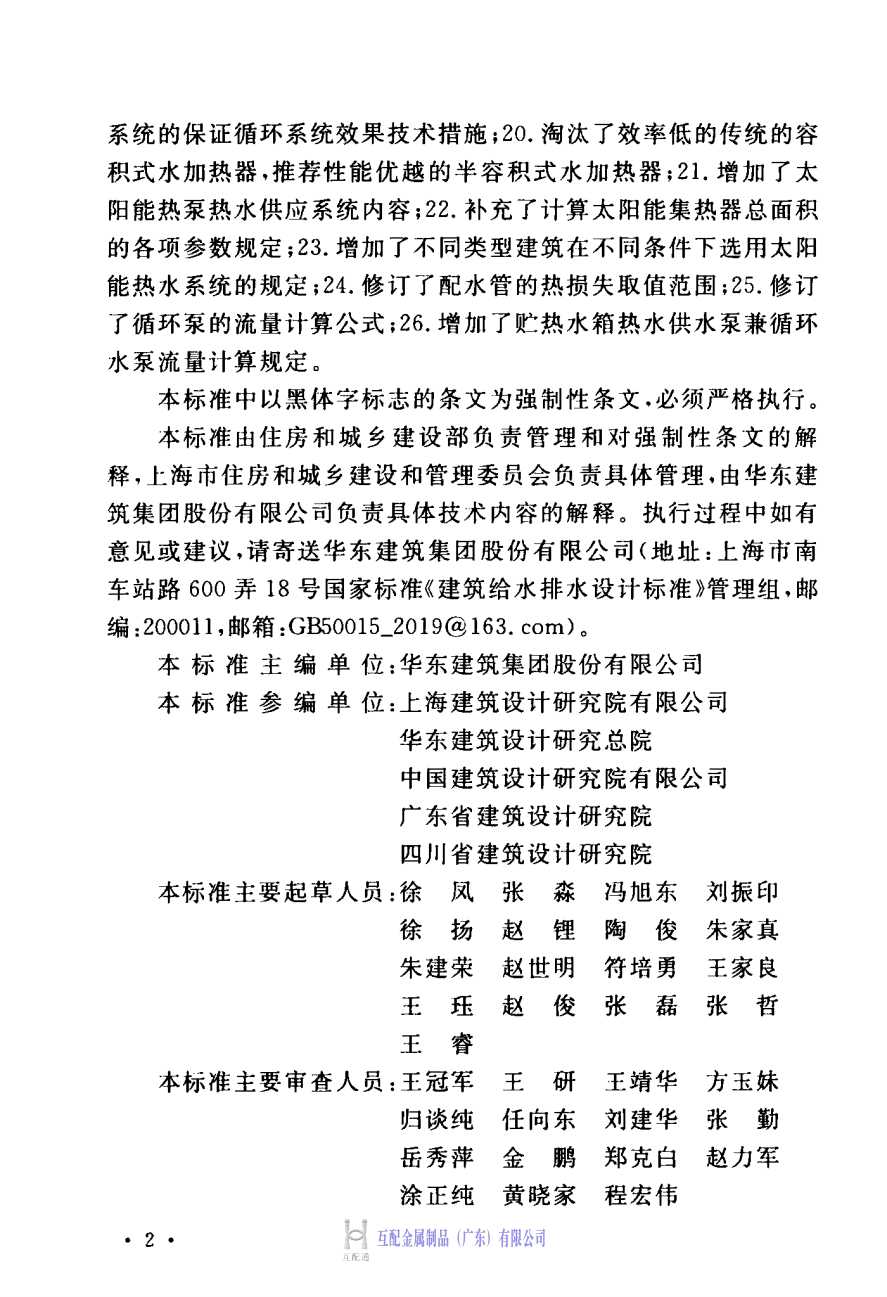 系统的保证循环系统效果技术措施;20.淘汰了效率低的传统的容
积式水加热器,推荐性能优越的半容积式水加热器;21.增加了太
阳能热泵热水供应系统内容;22.补充了计算太阳能集热器总面积
的各项参数规定;23.增加了不同类型建筑在不同条件下选用太阳
能热水系统的规定;24.修订了配水管的热损失取值范围;25.修订
了循环泵的流量计算公式;26.增加了贮热水箱热水供水泵兼循环
水泵流量计算规定。
本标准中以黑体字标志的条文为强制性条文,必须严格执行。
本标准由住房和城乡建设部负责管理和对强制性条文的解
释,上海市住房和城乡建设和管理委员会负责具体管理,由华东建
筑集团股份有限公司负责具体技术内容的解释。执行过程中如有
意见或建议,请寄送华东建筑集团股份有限公司(地址:上海市南
车站路 600 弄 18 号国家标准《建筑给水排水设计标准》管理组,邮
编:200011,邮箱:GB50015_2019@163.com)。
本标准主编单位:华东建筑集团股份有限公司
本标准参编单位:上海建筑设计研究院有限公司
华东建筑设计研究总院
中国建筑设计研究院有限公司
广东省建筑设计研究院
四川省建筑设计研究院
本标准主要起草人员:徐 凤 张 淼 冯旭东 刘振印
徐 扬 赵 锂 陶 俊 朱家真
朱建荣 赵世明 符培勇 王家良
王 珏 赵 俊 张 磊 张 哲
王 睿
本标准主要审查人员:王冠军 王 研 王靖华 方玉妹
归谈纯 任向东 刘建华 张 勤
岳秀萍 金 鹏 郑克白 赵力军
涂正纯 黄晓家 程宏伟
· 2 ·
互配通
互配金属制品(广东)有限公司